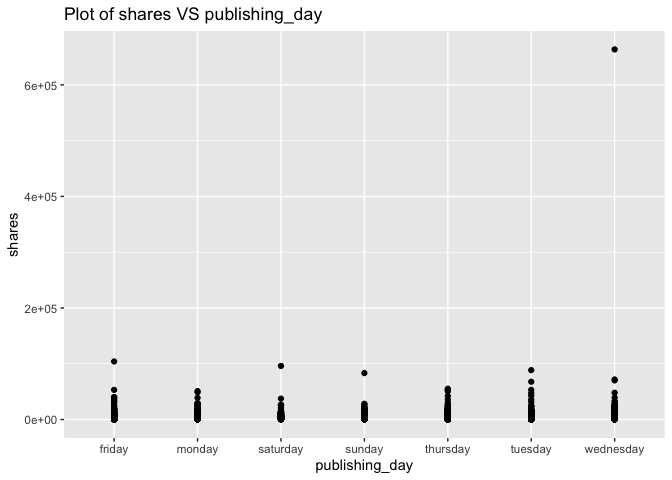 Plot of shares VS publishing_day
6e+05
4e+05
2e+05
0e+00
shares
friday monday saturday sunday thursday tuesday wednesday
publishing_day